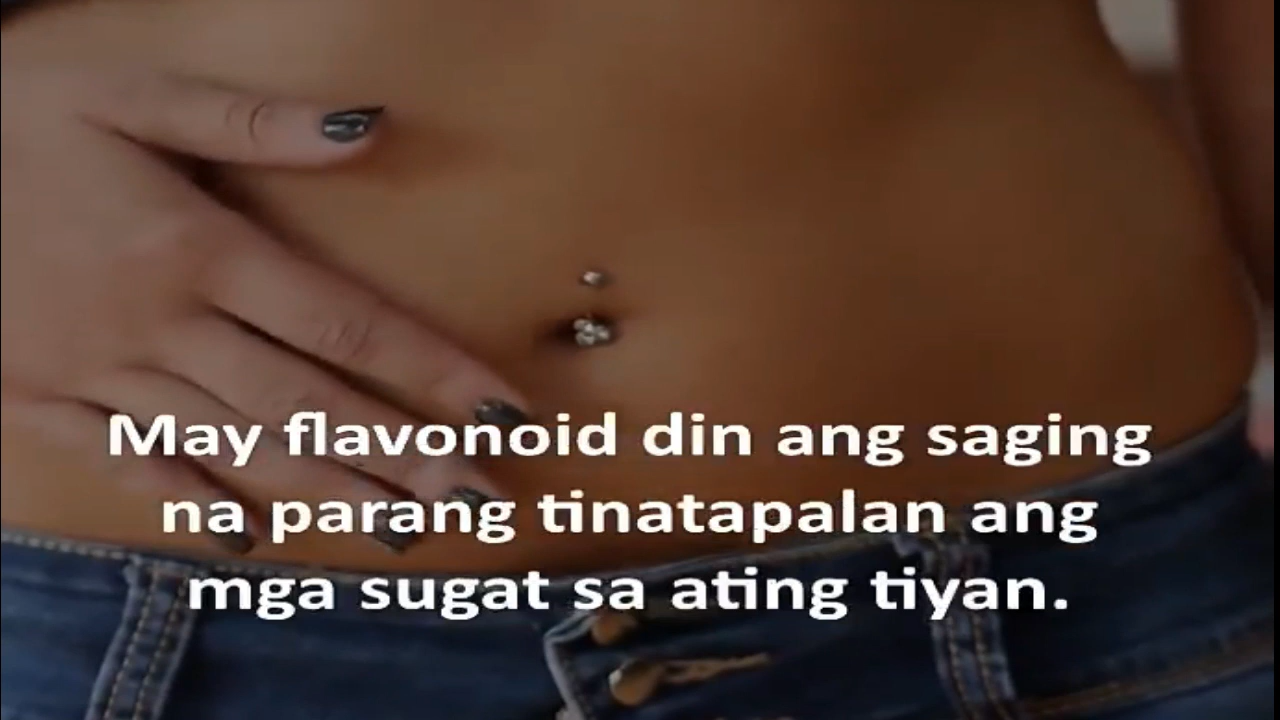 May flavonoid din ang saging
na parang tinatapalan ang
mga sugat sa ating tiyan.